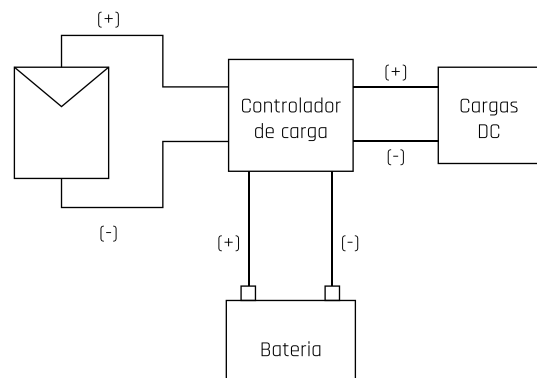 (+)
(+)
Controlador
de carga
Cargas
DC
(-)
(-)
(+)
(-)
Bateria